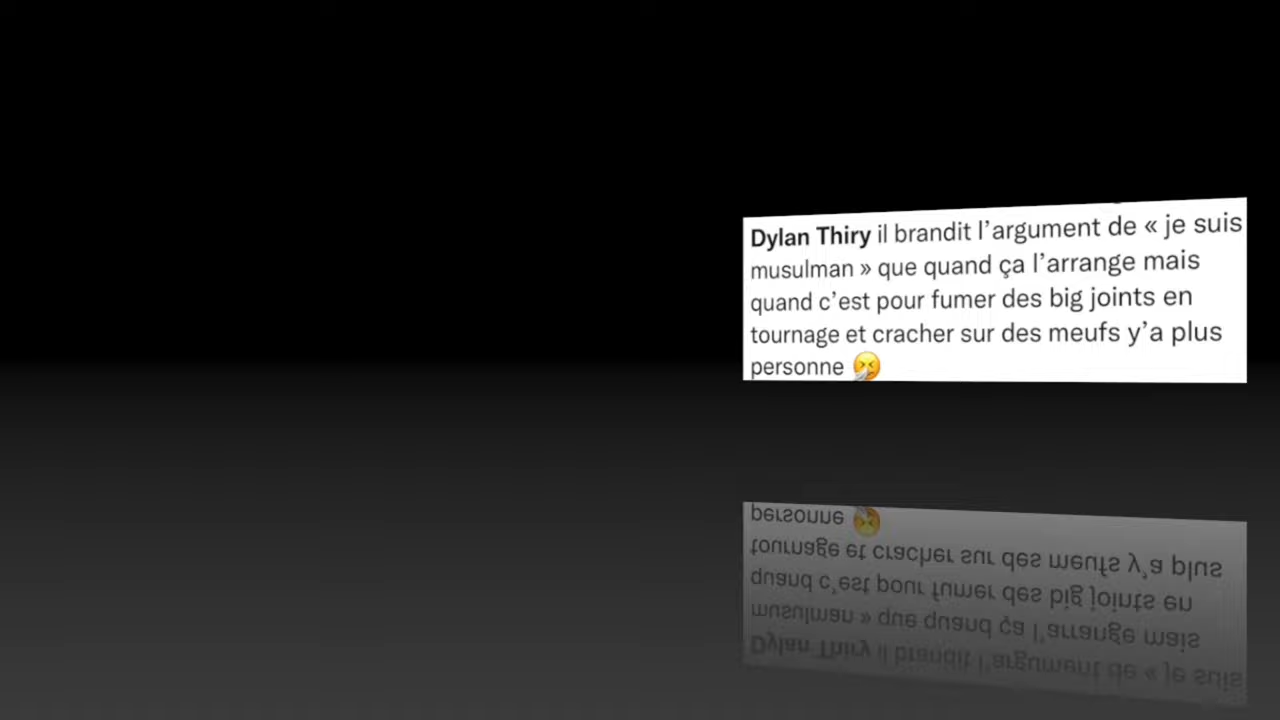 Dylan Thiry il brandit l’argument de « je suis
musulman » que quand ça l’arrange mais
quand c’est pour fumer des big joints en
tournage et cracher sur des meufs y’a plus
personne 🤧